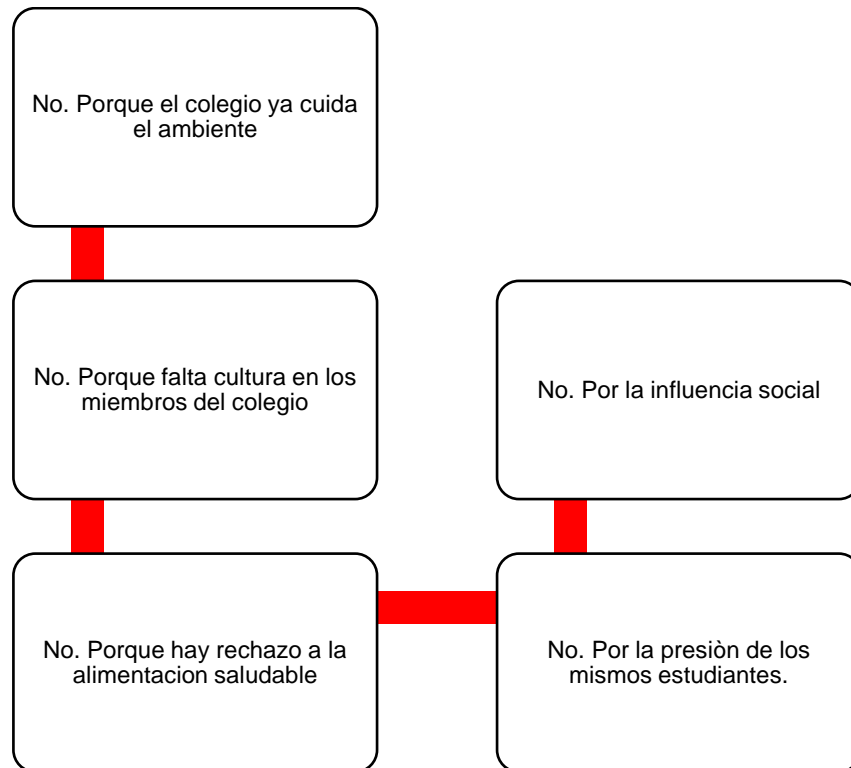 No. Porque el colegio ya cuida
el ambiente
No. Porque falta cultura en los
miembros del colegio
No. Porque hay rechazo a la
alimentacion saludable
No. Por la presiòn de los
mismos estudiantes.
No. Por la influencia social